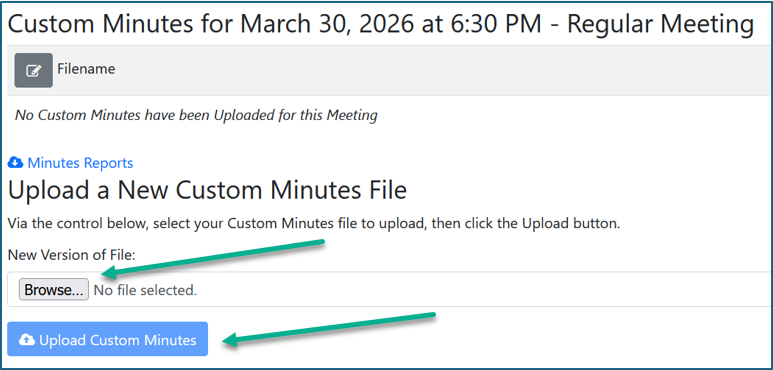 Custom Minutes for March 30, 2026 at 6:30 PM - Regular Meeting
Filename
No Custom Minutes have been Uploaded for this Meeting
Minutes Reports
Upload a New Custom Minutes File
Via the control below, select your Custom Minutes file to upload, then click the Upload button.
New Version of File:
Browse... No file selected.
Upload Custom Minutes